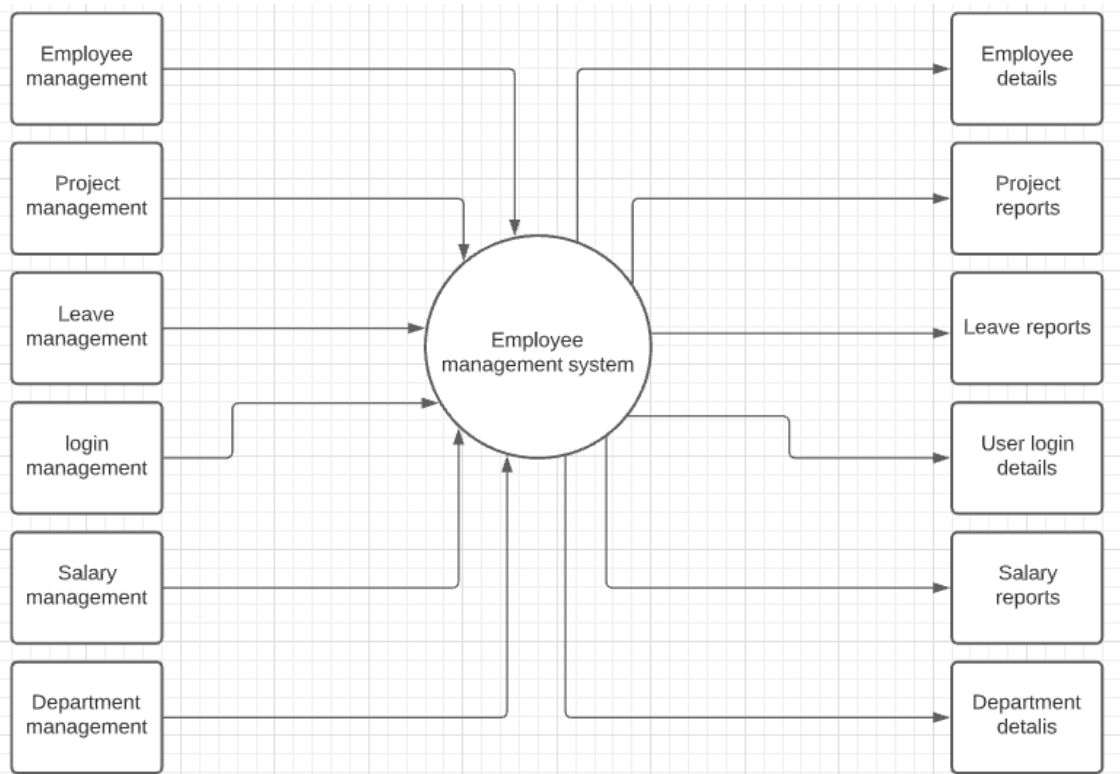 Employee
management
Project
management
Leave
management
login
management
Salary
management
Department
management
Employee
management system
Employee
details
Project
reports
Leave reports
User login
details
Salary
reports
Department
detalis